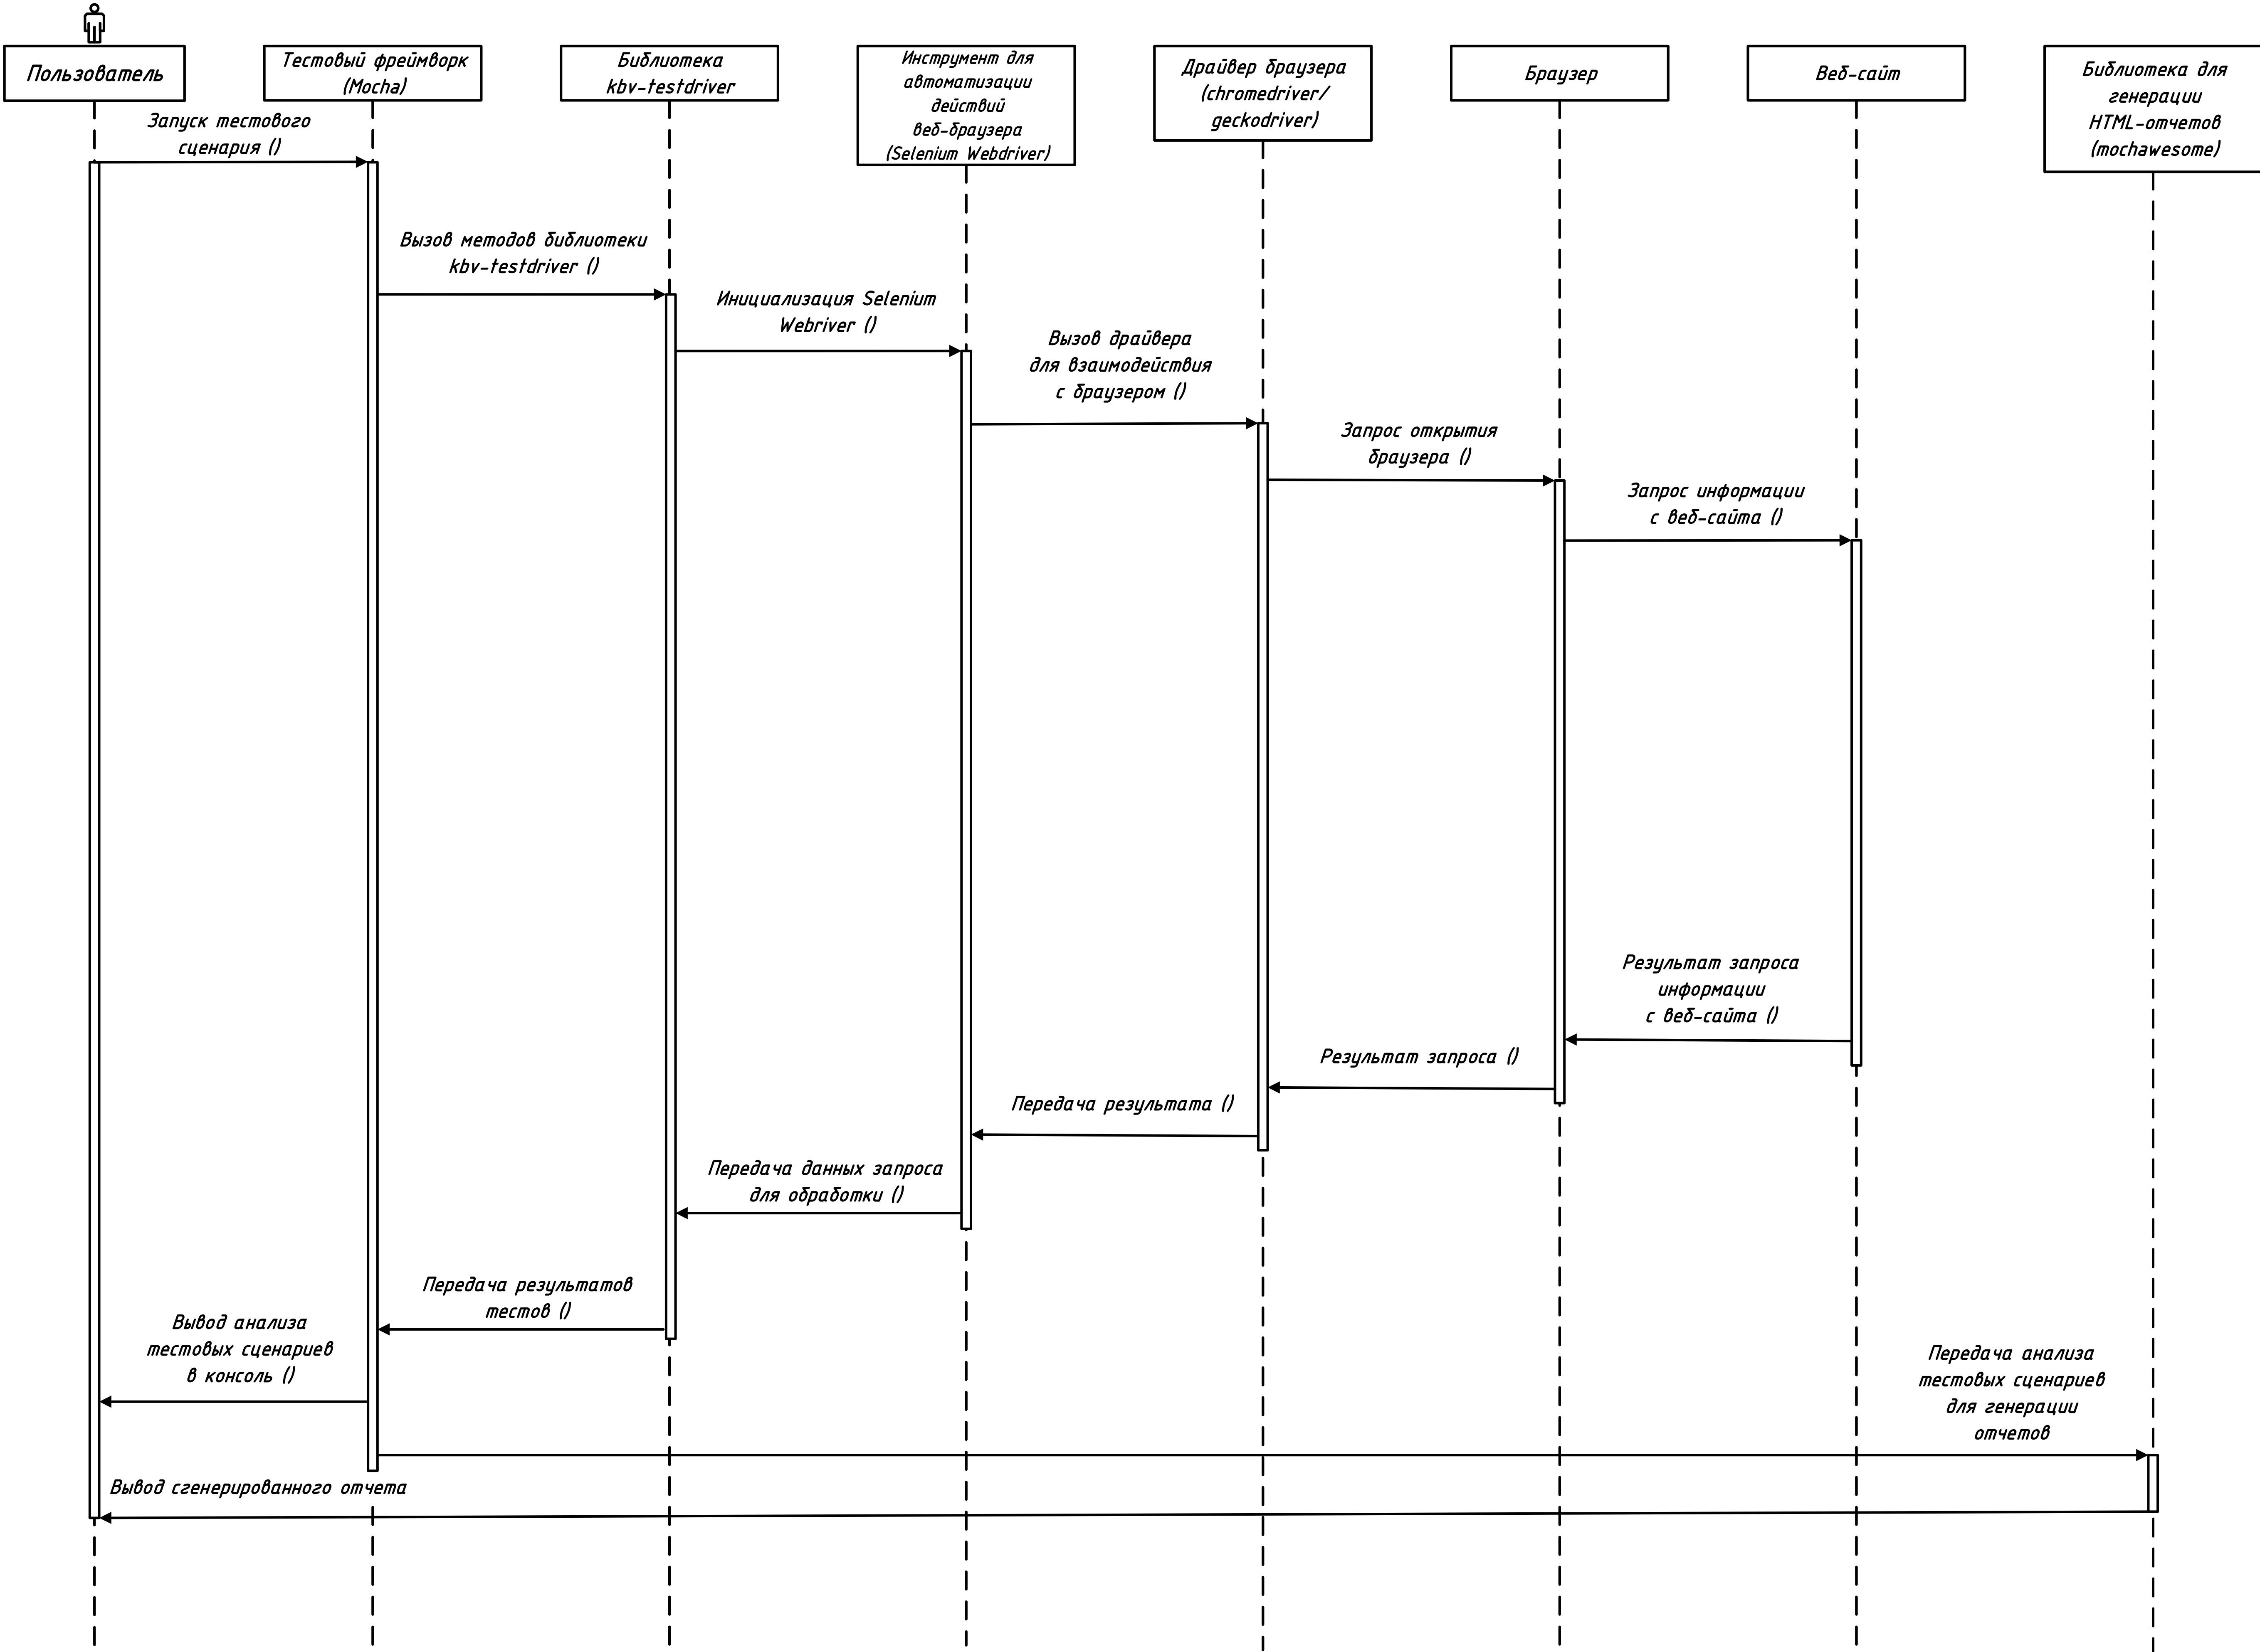 Пользователь
Тестовый фреймворк
(Mocha)
Библиотека
kbv-testdriver
Инструмент для
автоматизации
действий
веб-браузера
(Selenium Webdriver)
Драйвер браузера
(chromedriver/
geckodriver)
Браузер
Веб-сайт
Библиотека для
генерации
HTML-отчетов
(mochawesome)
Запуск тестового
сценария ()
Вызов методов библиотеки
kbv-testdriver ()
Инициализация Selenium
Webriver ()
Вызов драйвера
для взаимодействия
с браузером ()
Запрос открытия
браузера ()
Запрос информации
с веб-сайта ()
Результат запроса
информации
с веб-сайта ()
Результат запроса ()
Передача результата ()
Передача данных запроса
для обработки ()
Передача результатов
тестов ()
Вывод анализа
тестовых сценариев
в консоль ()
Передача анализа
тестовых сценариев
для генерации
отчетов
Вывод сгенерированного отчета